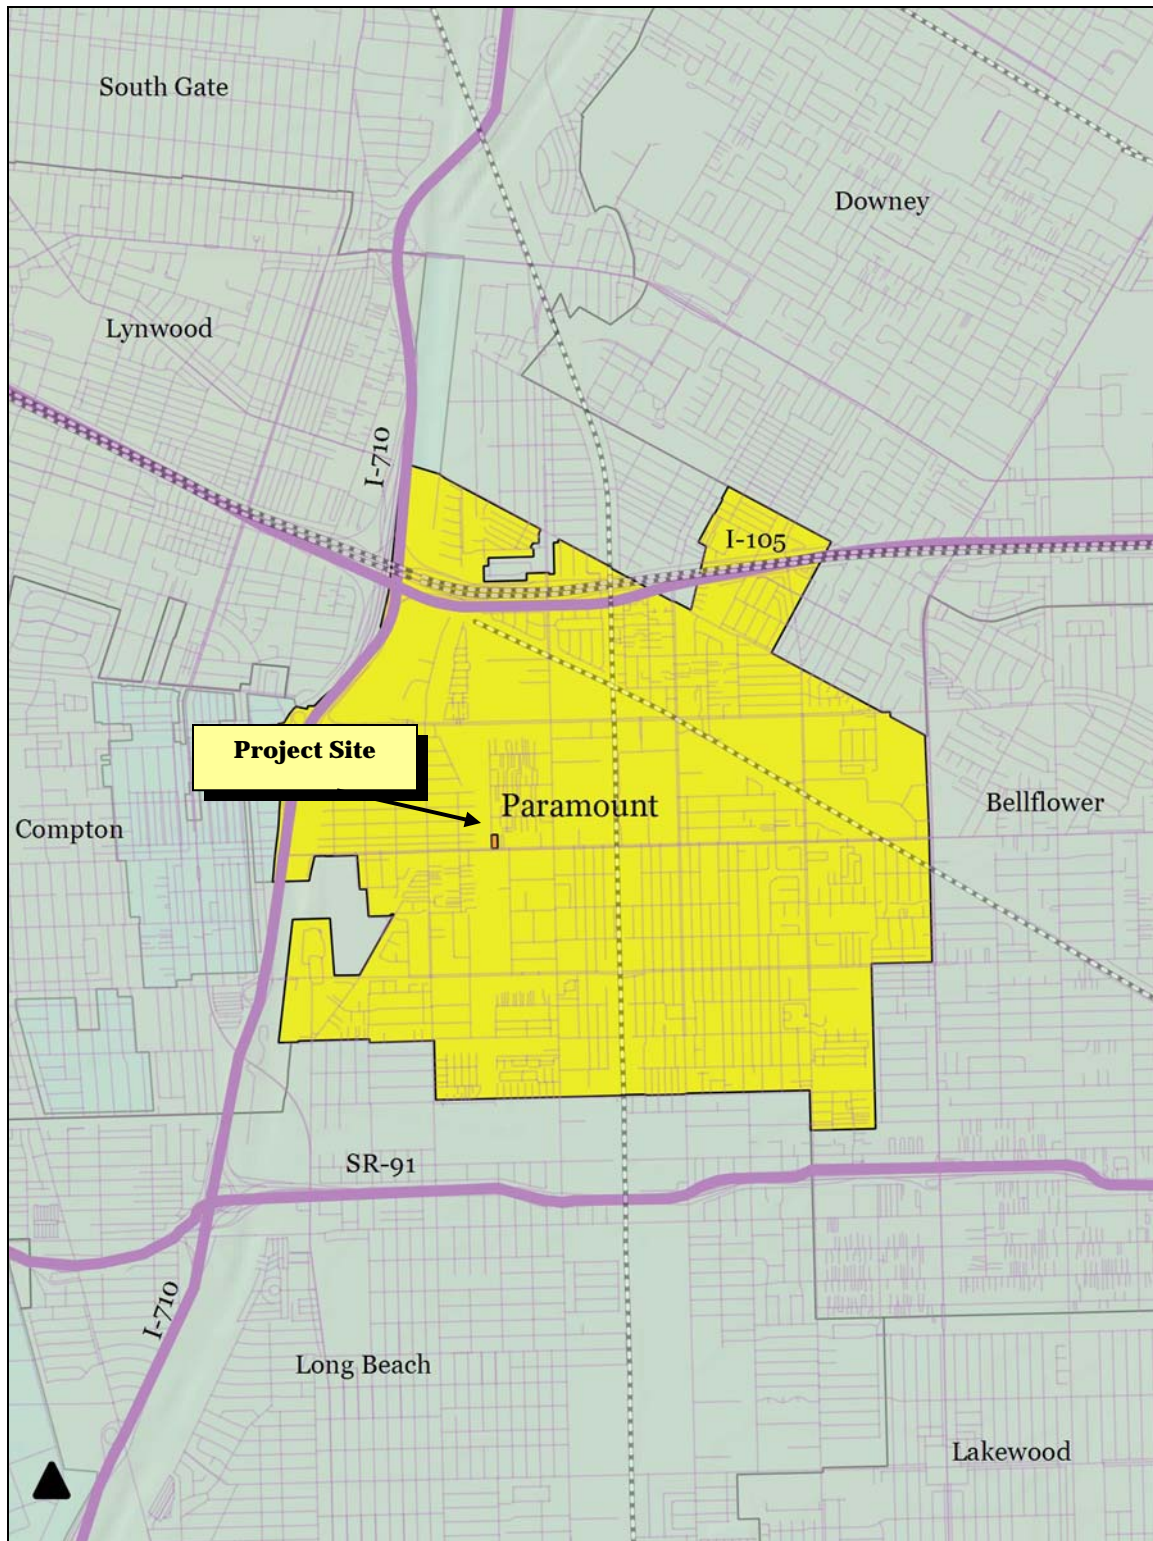 South Gate
Downey
Lynwood
I-710
I-105
Project Site
Paramount
Bellflower
Compton
SR-91
I-710
Long Beach
Lakewood